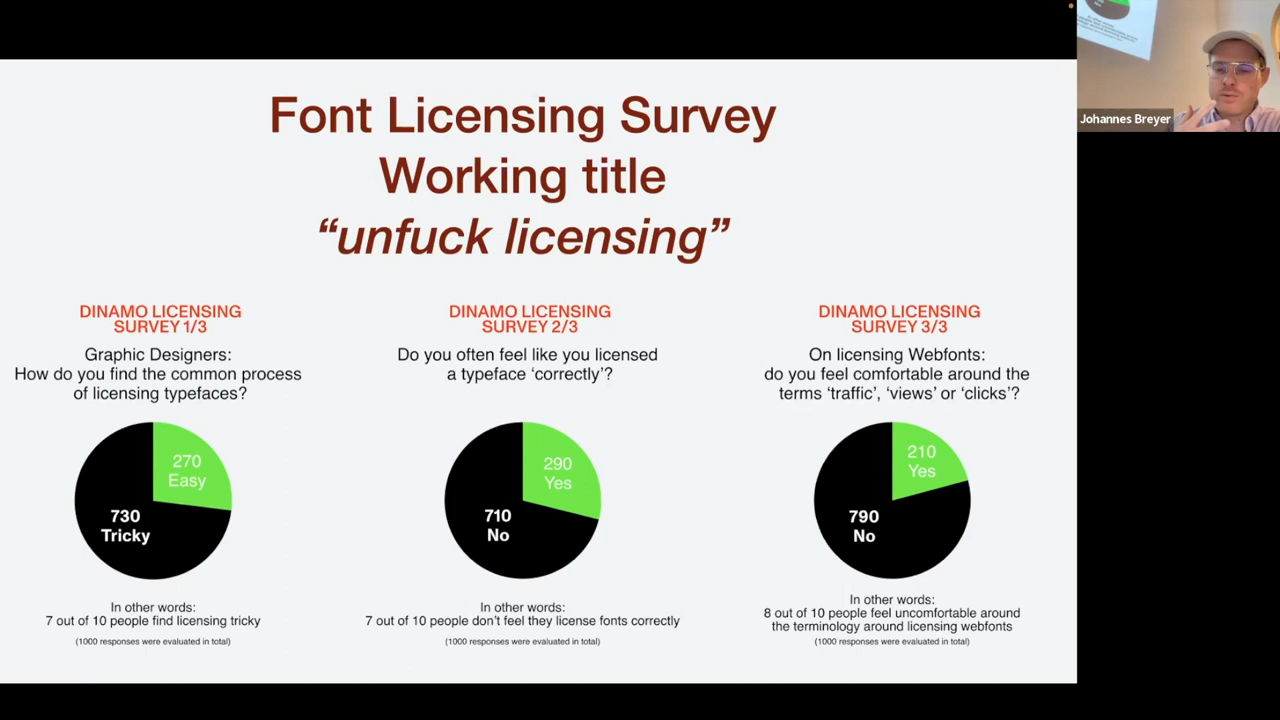 Font Licensing Survey
Working title
“unfuck licensing”
DINAMO LICENSING
SURVEY 1/3
Graphic Designers:
How do you find the common process
of licensing typefaces?
270
Easy
730
Tricky
In other words:
7 out of 10 people find licensing tricky
(1000 responses were evaluated in total)
DINAMO LICENSING
SURVEY 2/3
Do you often feel like you licensed
a typeface ‘correctly’?
290
Yes
710
No
In other words:
7 out of 10 people don’t feel they license fonts correctly
(1000 responses were evaluated in total)
DINAMO LICENSING
SURVEY 3/3
On licensing Webfonts:
do you feel comfortable around the
terms ‘traffic’, ‘views’ or ‘clicks’?
210
Yes
790
No
In other words:
8 out of 10 people feel uncomfortable around
the terminology around licensing webfonts
(1000 responses were evaluated in total)
Johannes Breyer